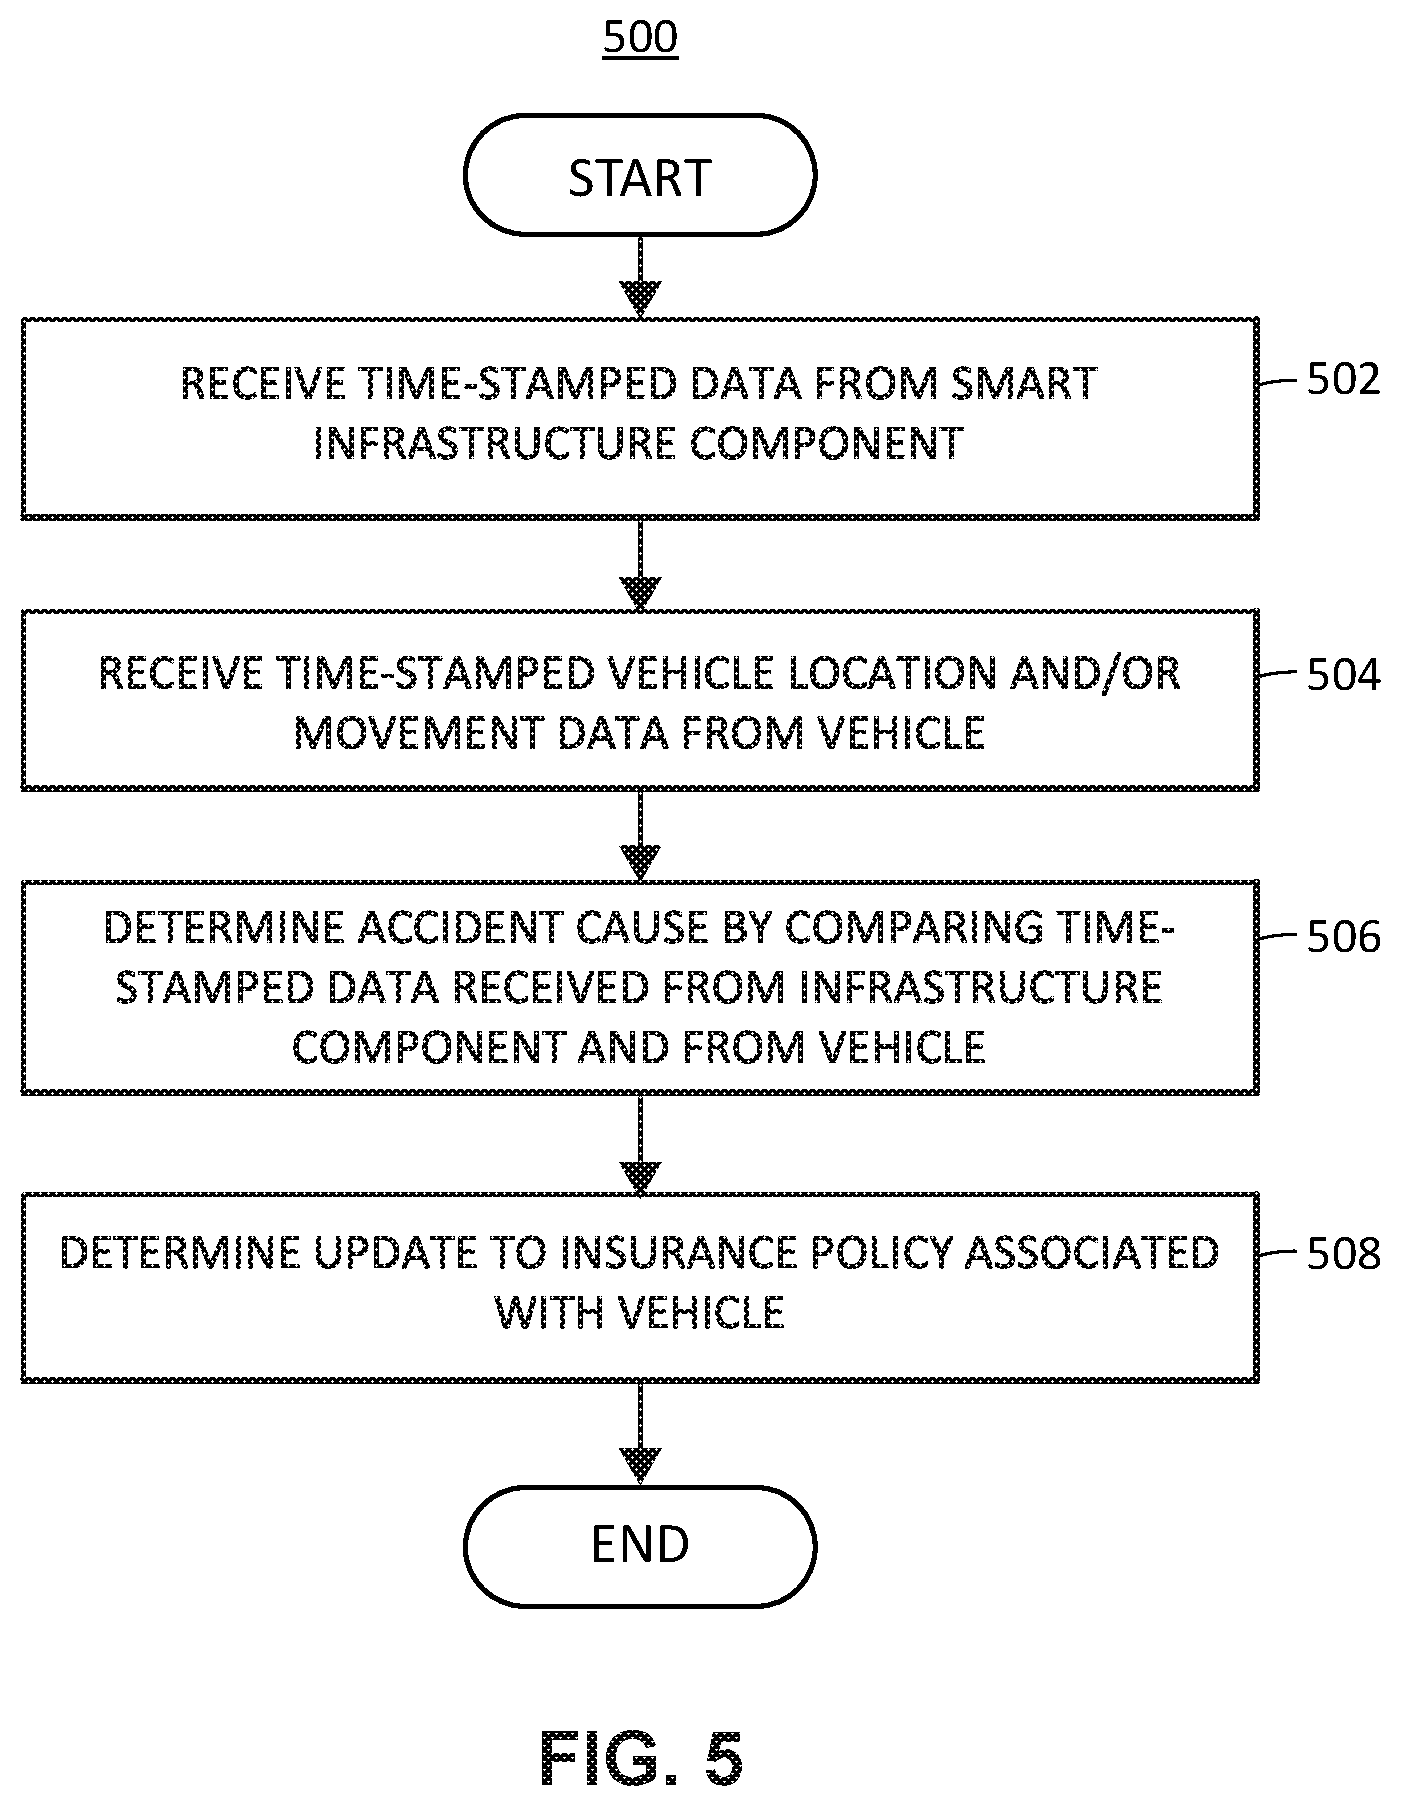 500
START
RECEIVE TIME-STAMPED DATA FROM SMART
INFRASTRUCTURE COMPONENT
502
RECEIVE TIME-STAMPED VEHICLE LOCATION AND/OR
MOVEMENT DATA FROM VEHICLE
504
DETERMINE ACCIDENT CAUSE BY COMPARING TIME-
STAMPED DATA RECEIVED FROM INFRASTRUCTURE
COMPONENT AND FROM VEHICLE
506
DETERMINE UPDATE TO INSURANCE POLICY ASSOCIATED
WITH VEHICLE
508
END
FIG. 5